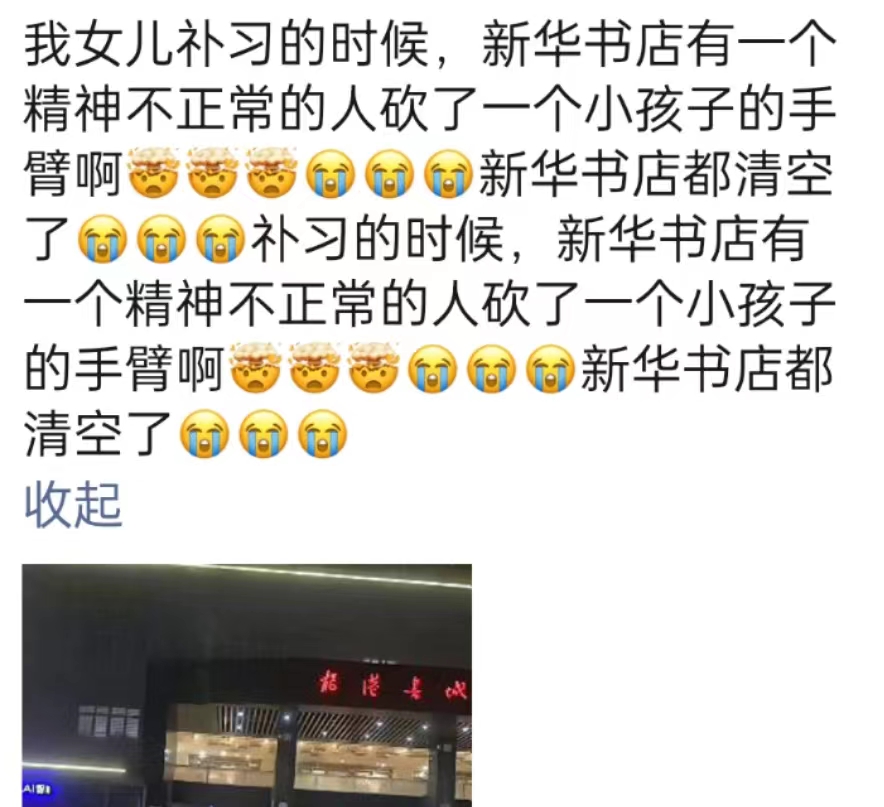 我女儿补习的时候，新华书店有一个
精神不正常的人砍了一个小孩子的手
臂啊🤯🤯🤯😭😭😭新华书店都清空
了😭😭😭补习的时候，新华书店有
一个精神不正常的人砍了一个小孩子
的手臂啊🤯🤯🤯😭😭😭新华书店都
清空了😭😭😭
收起
龙港书城